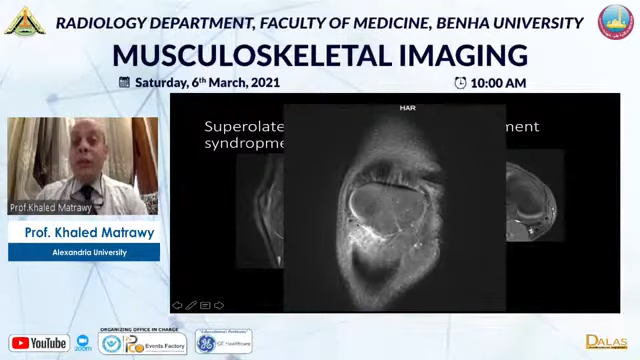 RADIOLOGY DEPARTMENT, FACULTY OF MEDICINE, BENHA UNIVERSITY
MUSCULOSKELETAL IMAGING
Saturday, 6th March, 2021
10:00 AM
HAR
Superolate
ment
syndropme
Prof.Khaled Matrawy
Prof. Khaled Matrawy
Alexandria University
ORGANIZING OFFICE IN CHARGE
YouTube
zoom
Events Factory
GE Healthcare
DALAS